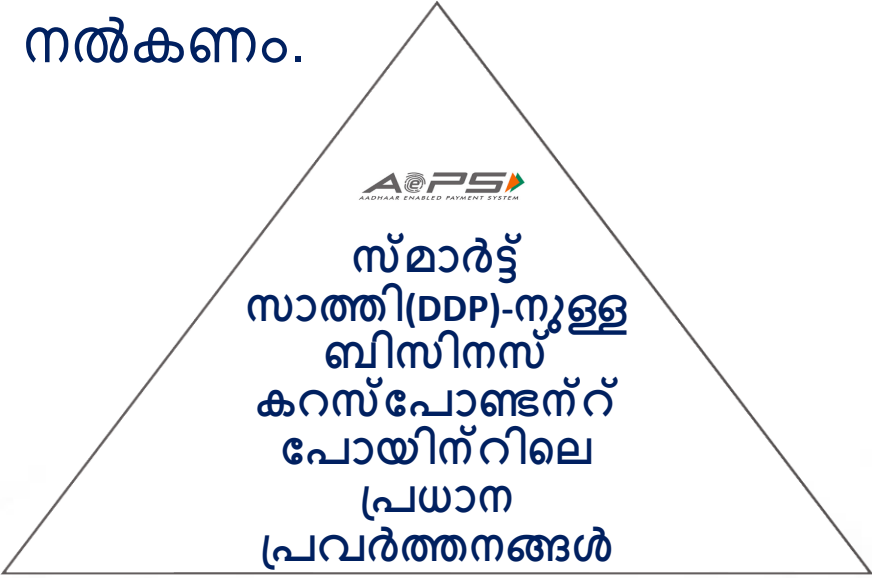 നൽകണം.
AePS
AADHAAR ENABLED PAYMENT SYSTEM
സ്മാർട്ട്
സാത്തി(DDP)-നുള്ള
ബിസിനസ്
കറസ്പോണ്ടന്റ്
പോയിന്റിലെ
പ്രധാന
പ്രവർത്തനങ്ങൾ